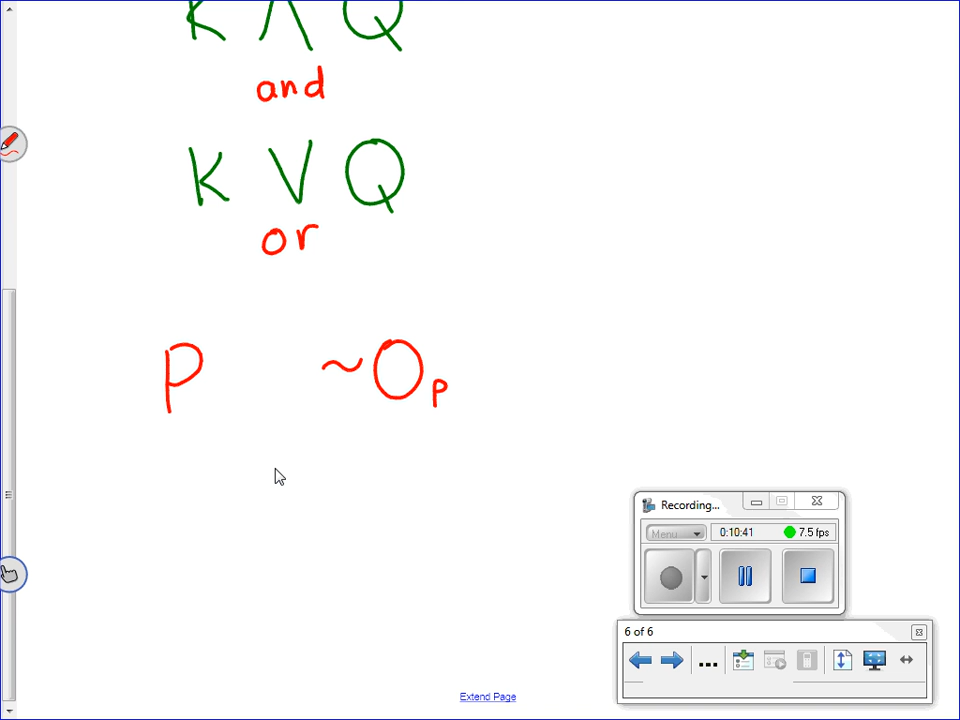 K ∧ Q
and
K V Q
or
P ~Op
Recording...
Menu 0:10:41 7.5 fps
6 of 6
...
Extend Page